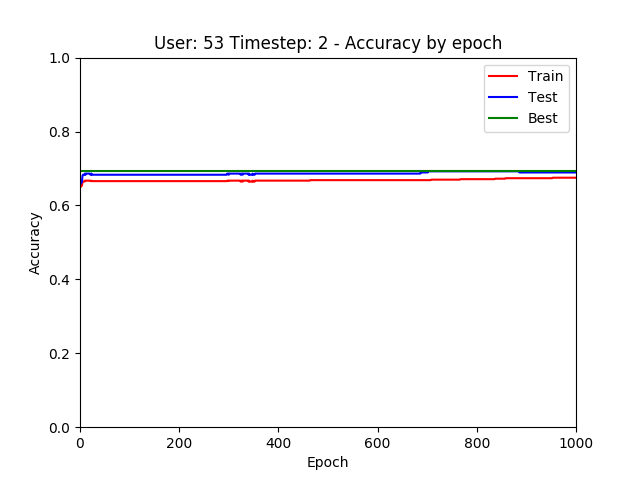 User: 53 Timestep: 2 - Accuracy by epoch
1.0
0.8
0.6
0.4
0.2
0.0
Accuracy
Train
Test
Best
0 200 400 600 800 1000
Epoch